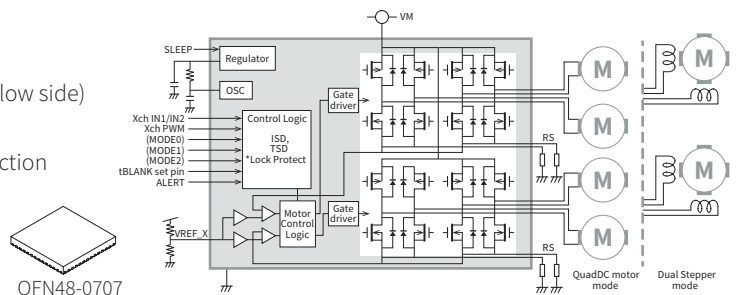 VM
SLEEP
Regulator
OSC
low side)
Xch IN1/IN2
Xch PWM
(MODE0)
(MODE1)
(MODE2)
tBLANK set pin
ALERT
ction
Control Logic
ISD,
TSD
*Lock Protect
Gate
driver
Gate
driver
VREF_X
Motor
Control
Logic
RS
RS
M
M
M
M
M
M
QuadDC motor
mode
Dual Stepper
mode
QFN48-0707